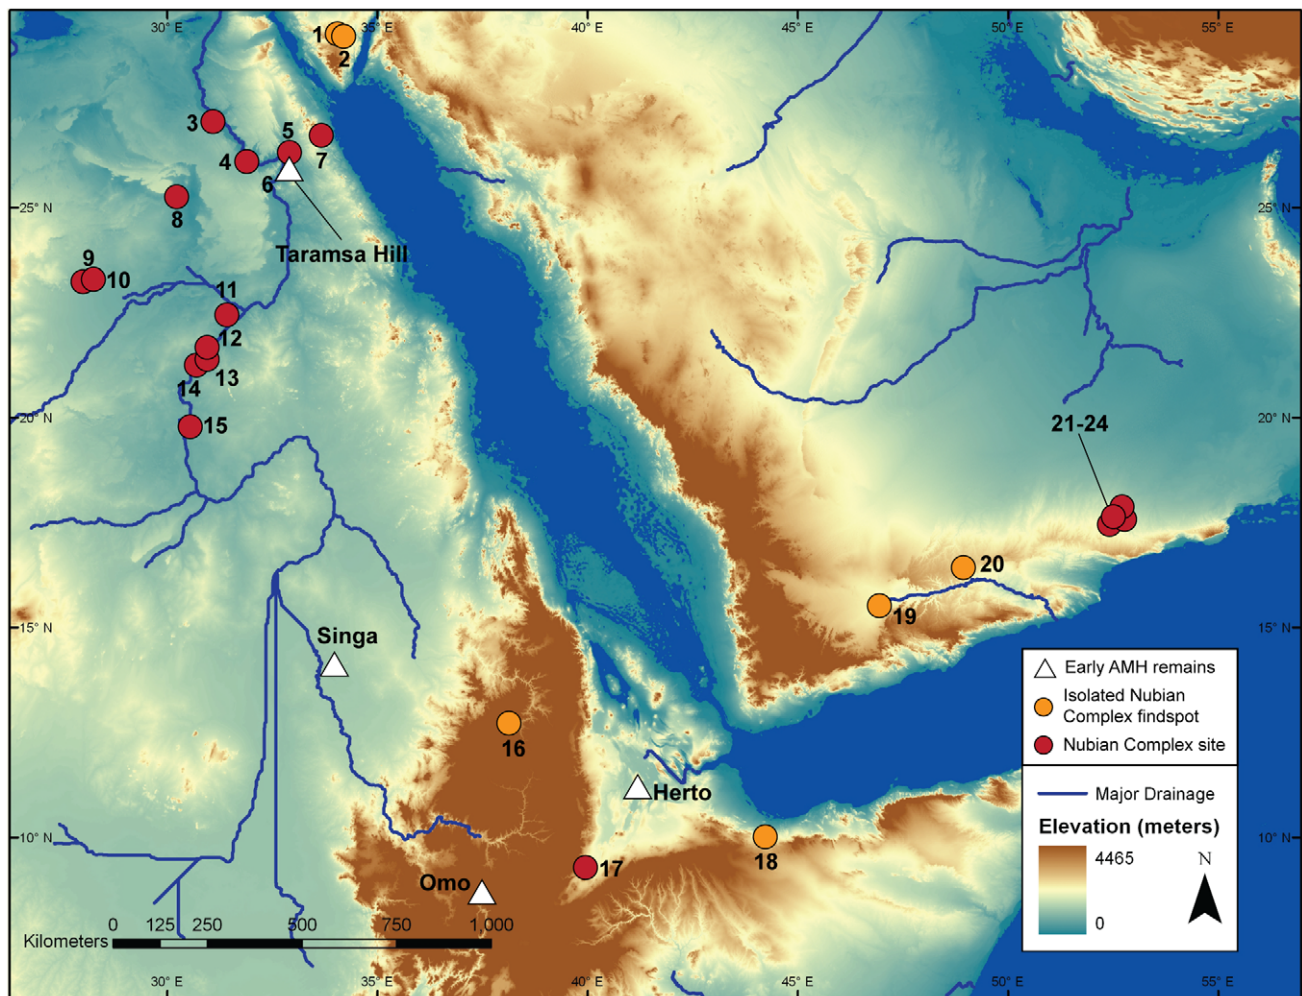 30° E
35° E
40° E
45° E
50° E
55° E
1
2
3
4
5
6
7
8
25° N
25° N
Taramsa Hill
9
10
11
12
13
14
15
20° N
20° N
21-24
20
19
15° N
15° N
Singa
16
Herto
17
18
Omo
10° N
10° N
Early AMH remains
Isolated Nubian
Complex findspot
Nubian Complex site
Major Drainage
Elevation (meters)
4465
0
N
0 125 250 500 750 1,000
Kilometers
30° E
35° E
40° E
45° E
50° E
55° E